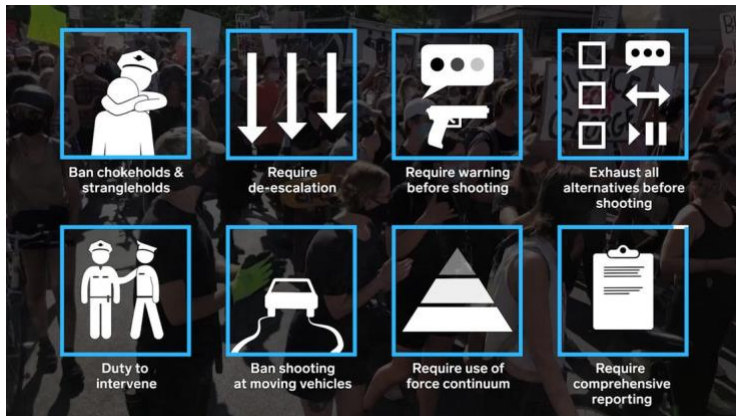 Ban chokeholds &
strangleholds
Require
de-escalation
Require warning
before shooting
Exhaust all
alternatives before
shooting
Duty to
intervene
Ban shooting
at moving vehicles
Require use of
force continuum
Require
comprehensive
reporting